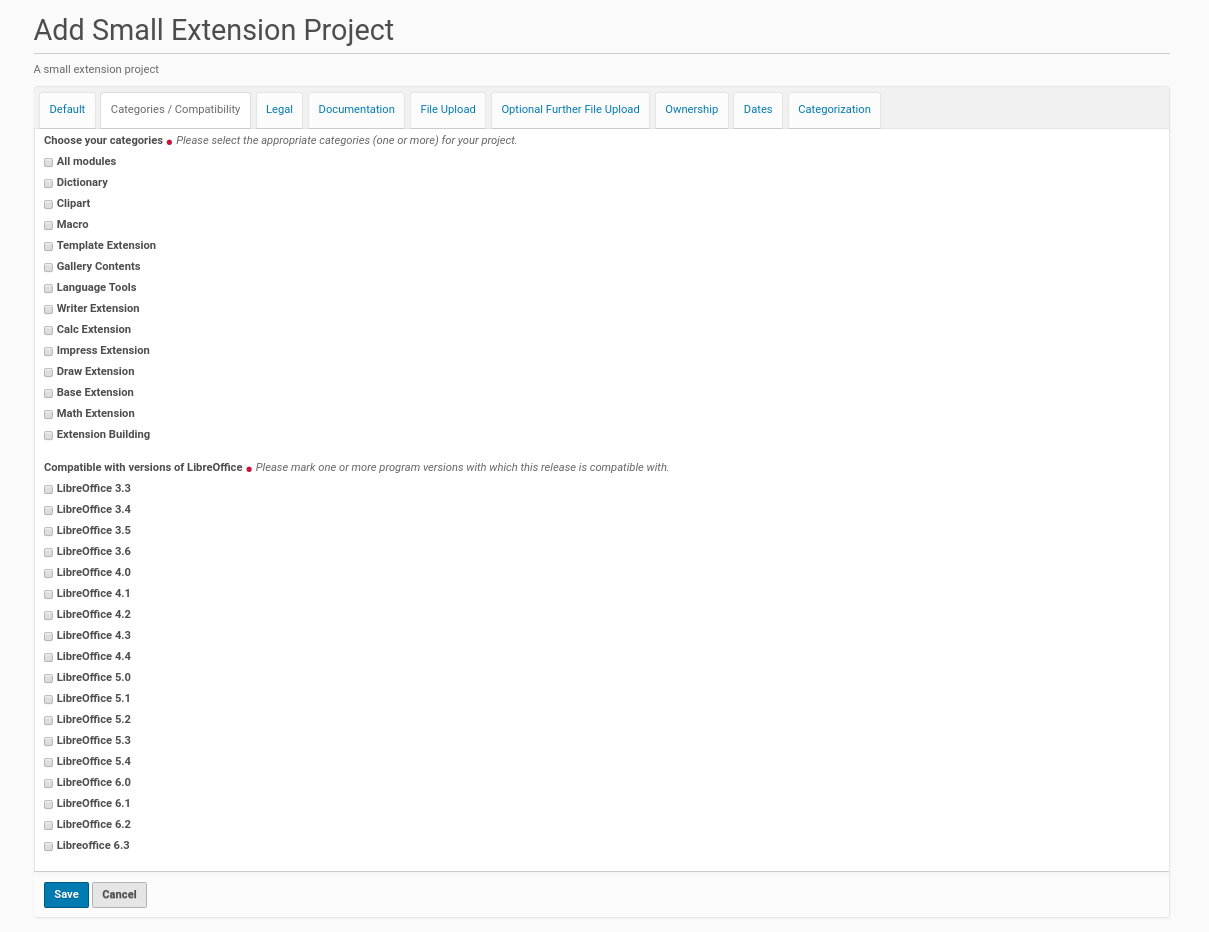 Add Small Extension Project
A small extension project
Default Categories / Compatibility Legal Documentation File Upload Optional Further File Upload Ownership Dates Categorization
Choose your categories Please select the appropriate categories (one or more) for your project.
All modules
Dictionary
Clipart
Macro
Template Extension
Gallery Contents
Language Tools
Writer Extension
Calc Extension
Impress Extension
Draw Extension
Base Extension
Math Extension
Extension Building
Compatible with versions of LibreOffice Please mark one or more program versions with which this release is compatible with.
LibreOffice 3.3
LibreOffice 3.4
LibreOffice 3.5
LibreOffice 3.6
LibreOffice 4.0
LibreOffice 4.1
LibreOffice 4.2
LibreOffice 4.3
LibreOffice 4.4
LibreOffice 5.0
LibreOffice 5.1
LibreOffice 5.2
LibreOffice 5.3
LibreOffice 5.4
LibreOffice 6.0
LibreOffice 6.1
LibreOffice 6.2
Libreoffice 6.3
Save Cancel